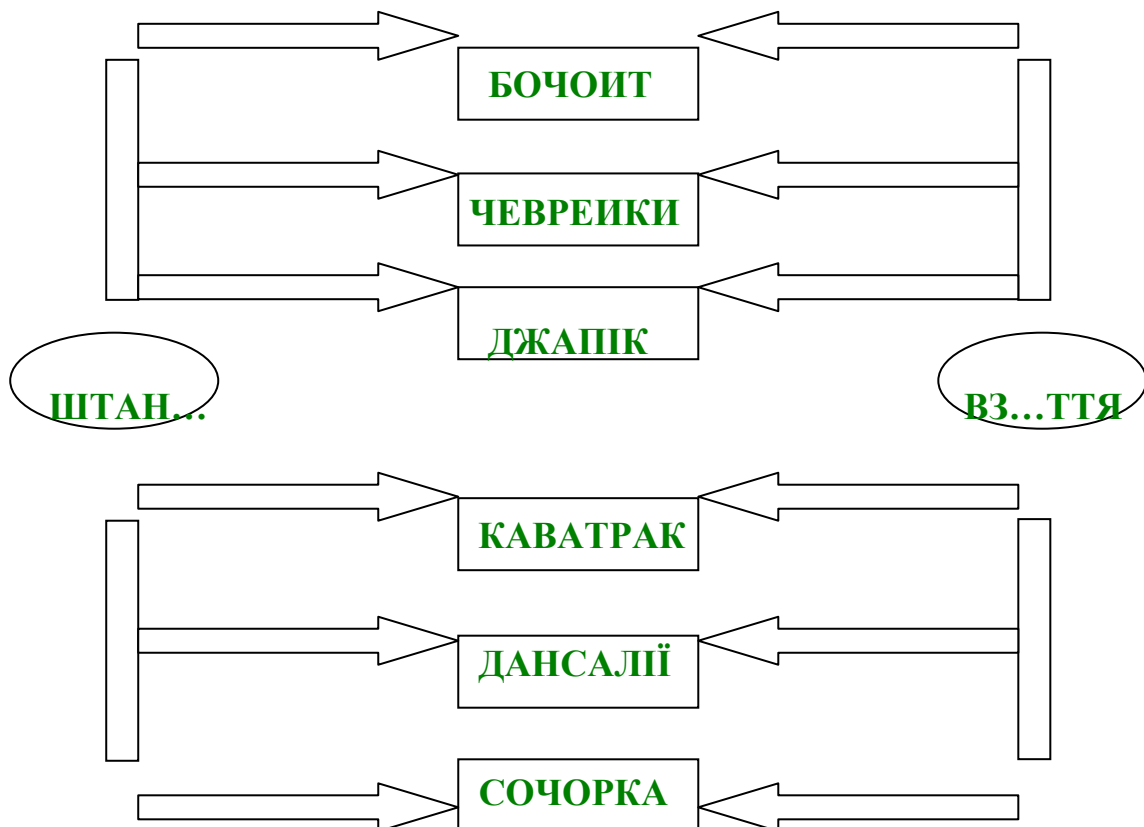 БОЧОИТ
ЧЕВРЕИКИ
ДЖАПІК
ШТАН...
ВЗ...ТТЯ
КАВАТРАК
ДАНСАЛІЇ
СОЧОРКА